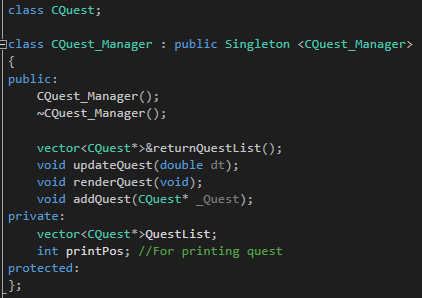 class CQuest;
class CQuest_Manager : public Singleton <CQuest_Manager>
{
public:
    CQuest_Manager();
    ~CQuest_Manager();
    vector<CQuest*>&returnQuestList();
    void updateQuest(double dt);
    void renderQuest(void);
    void addQuest(CQuest* _Quest);
private:
    vector<CQuest*>QuestList;
    int printPos; //For printing quest
protected:
};